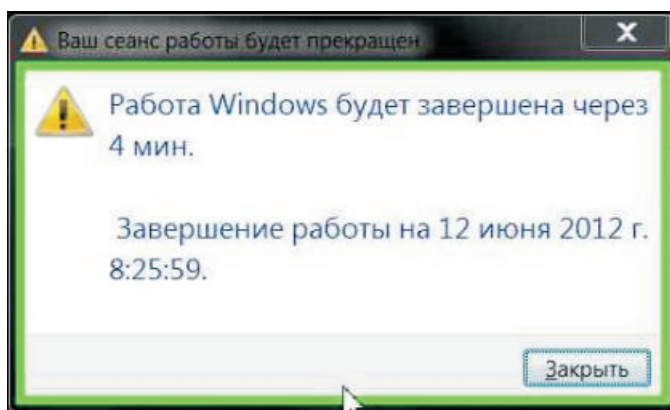 Ваш сеанс работы будет прекращен
Работа Windows будет завершена через
4 мин.
Завершение работы на 12 июня 2012 г.
8:25:59.
Закрыть